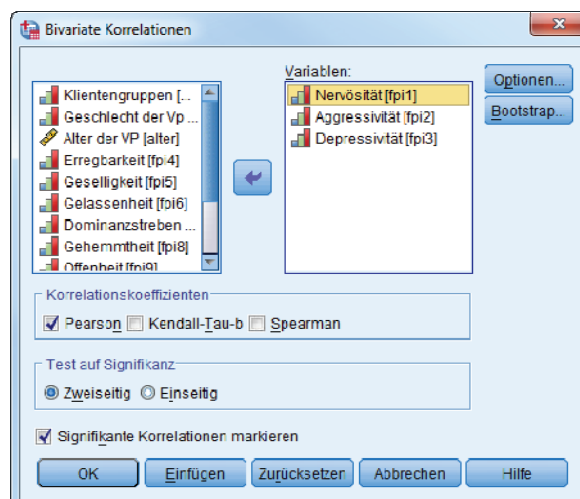 Bivariate Korrelationen
Klientengruppen [...
Geschlecht der Vp ...
Alter der VP [alter]
Erregbarkeit [fpi4]
Geselligkeit [fpi5]
Gelassenheit [fpi6]
Dominanzstreben ...
Gehemmtheit [fpi8]
Offenheit [fpi9]
Variablen:
Nervösität [fpi1]
Aggressivität [fpi2]
Depressivität [fpi3]
Optionen...
Bootstrap...
Korrelationskoeffizienten
Pearson Kendall-Tau-b Spearman
Test auf Signifikanz
Zweiseitig Einseitig
Signifikante Korrelationen markieren
OK Einfügen Zurücksetzen Abbrechen Hilfe